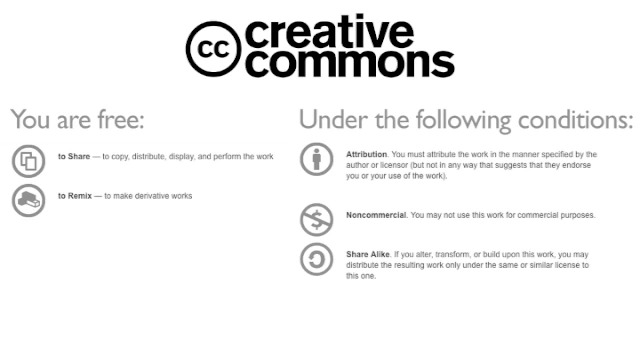 cc creative
commons
You are free:
to Share — to copy, distribute, display, and perform the work
to Remix — to make derivative works
Under the following conditions:
Attribution. You must attribute the work in the manner specified by the
author or licensor (but not in any way that suggests that they endorse
you or your use of the work).
Noncommercial. You may not use this work for commercial purposes.
Share Alike. If you alter, transform, or build upon this work, you may
distribute the resulting work only under the same or similar license to
this one.